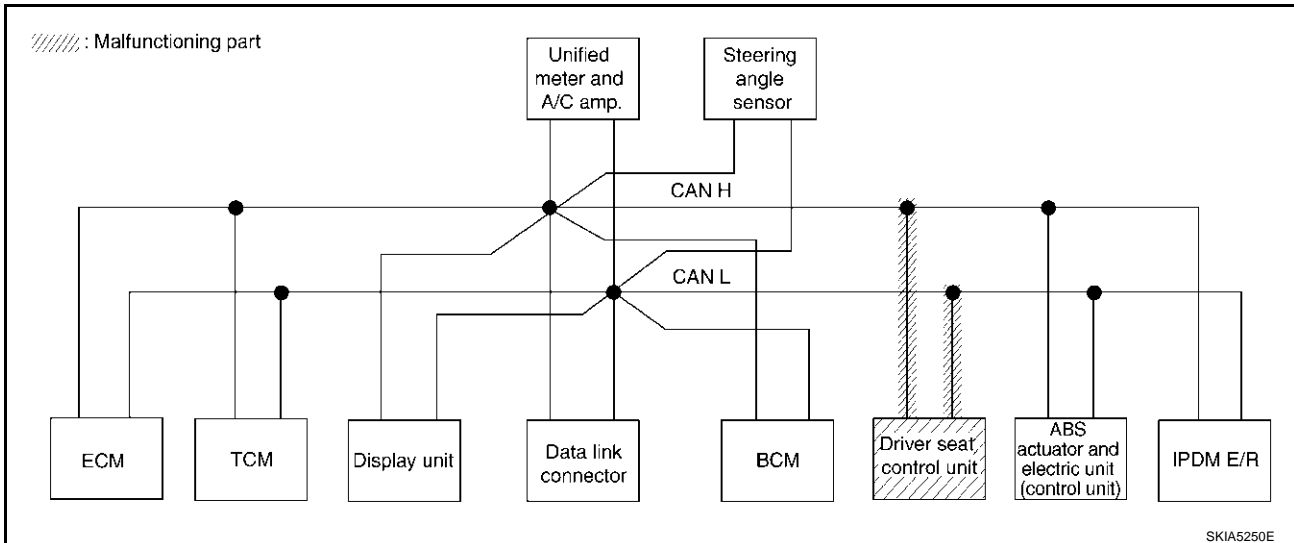 : Malfunctioning part
Unified
meter and
A/C amp.
Steering
angle
sensor
CAN H
CAN L
ECM
TCM
Display unit
Data link
connector
BCM
Driver seat
control unit
ABS
actuator and
electric unit
(control unit)
IPDM E/R
SKIA5250E